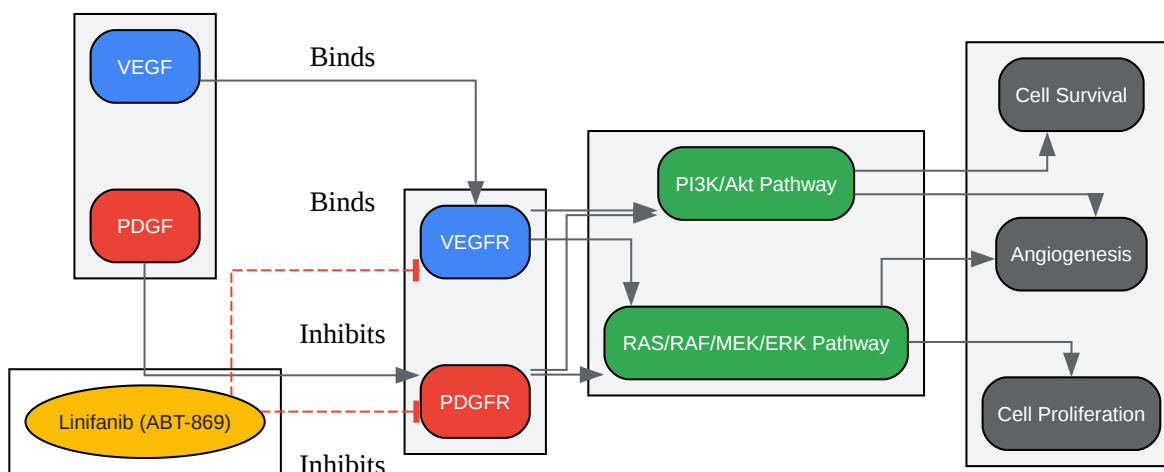 VEGF
Binds
Cell Survival
PI3K/Akt Pathway
PDGF
Binds
VEGFR
Angiogenesis
Inhibits
RAS/RAF/MEK/ERK Pathway
Linifanib (ABT-869)
PDGFR
Cell Proliferation
Inhibits